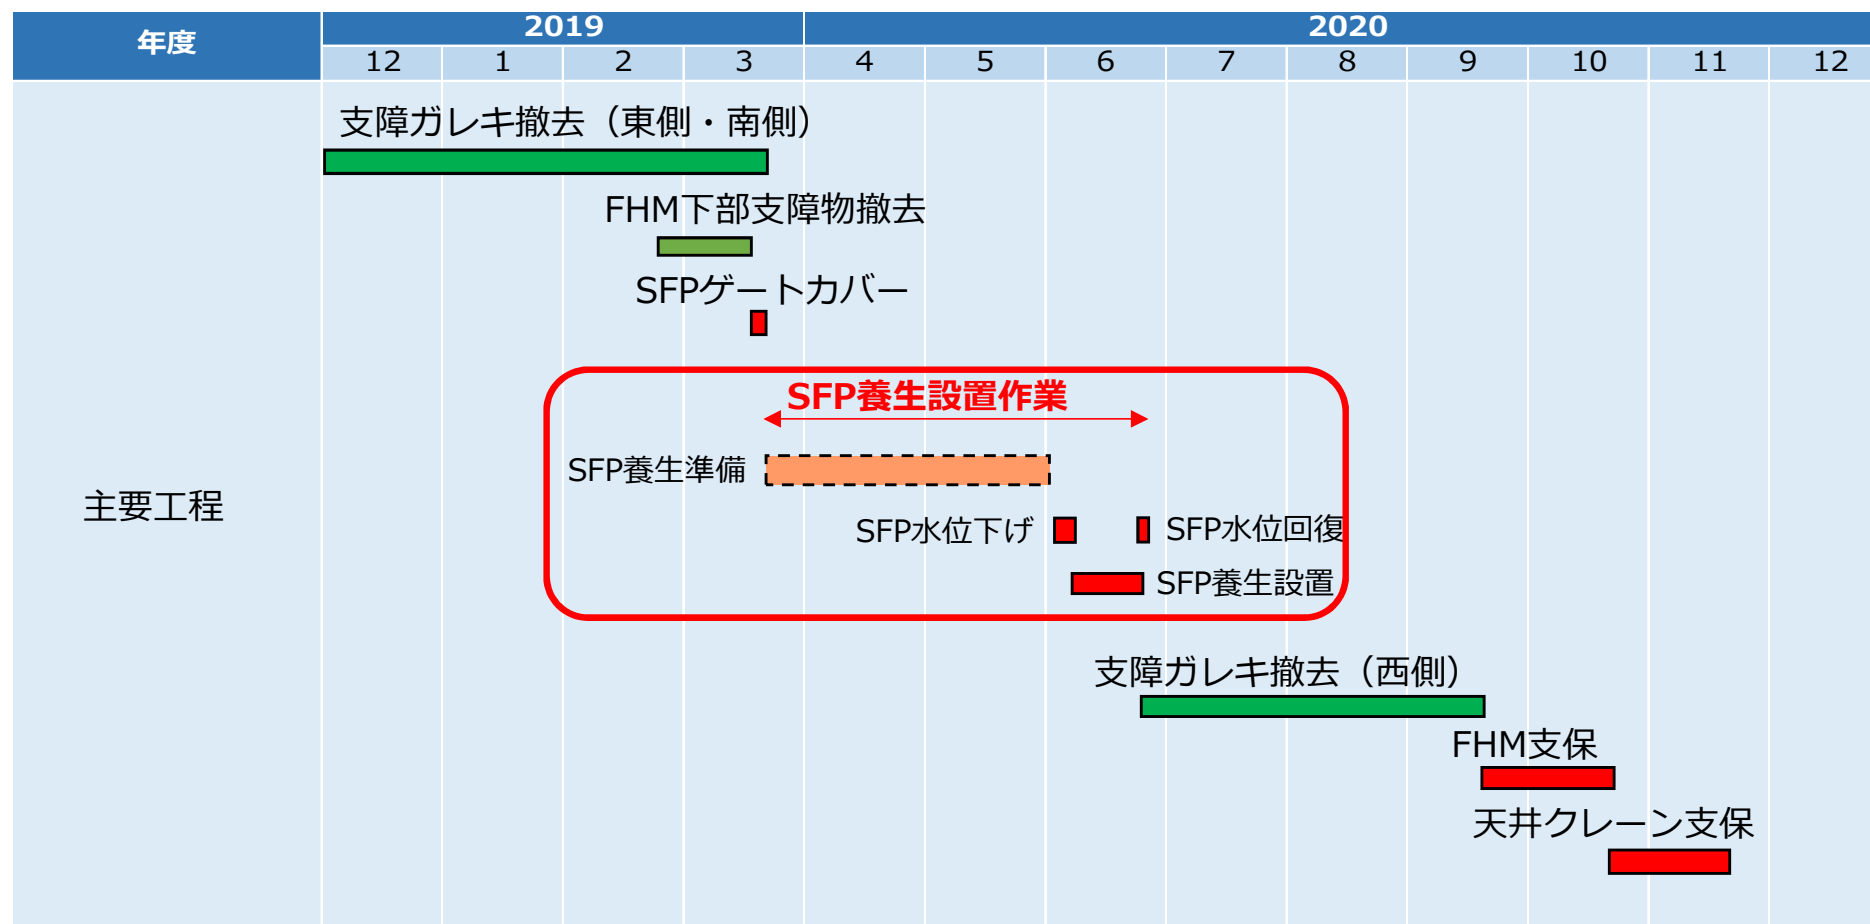 年度
2019
2020
12 1 2 3 4 5 6 7 8 9 10 11 12
主要工程
支障ガレキ撤去（東側・南側）
FHM下部支障物撤去
SFPゲートカバー
SFP養生設置作業
SFP養生準備
SFP水位下げ
SFP水位回復
SFP養生設置
支障ガレキ撤去（西側）
FHM支保
天井クレーン支保